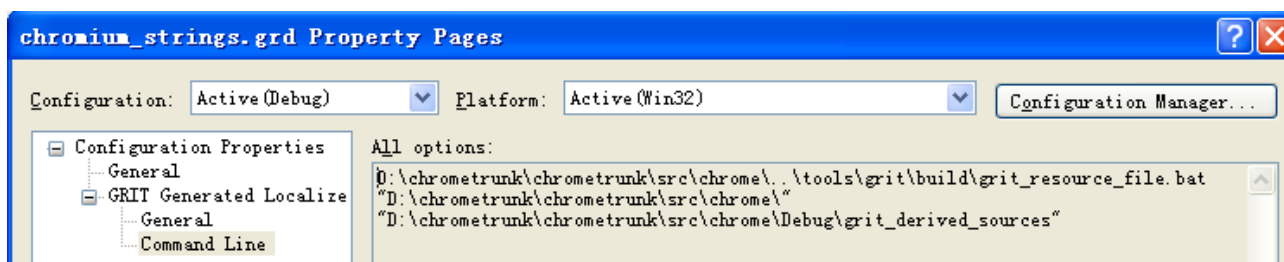 chromium_strings.grd Property Pages
Configuration: Active(Debug) Platform: Active(Win32) Configuration Manager...
Configuration Properties
General
GRIT Generated Localize
General
Command Line
All options:
D:\chrometrunk\chrometrunk\src\chrome\..\tools\grit\build\grit_resource_file.bat
"D:\chrometrunk\chrometrunk\src\chrome\"
"D:\chrometrunk\chrometrunk\src\chrome\Debug\grit_derived_sources"